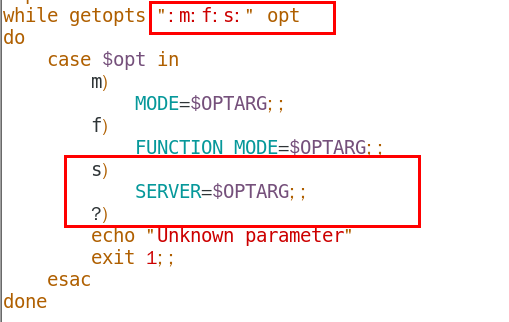 while getopts ":m:f:s:" opt
do
    case $opt in
        m)
            MODE=$OPTARG;;
        f)
            FUNCTION_MODE=$OPTARG;;
        s)
            SERVER=$OPTARG;;
        ?)
        echo "Unknown parameter"
        exit 1;;
    esac
done